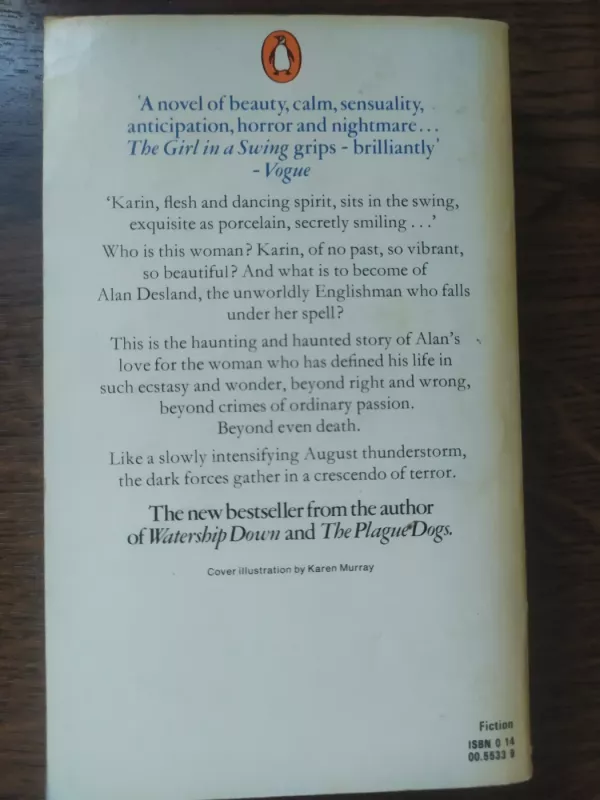 'A novel of beauty, calm, sensuality,
anticipation, horror and nightmare...
The Girl in a Swing grips - brilliantly'
- Vogue
'Karin, flesh and dancing spirit, sits in the swing,
exquisite as porcelain, secretly smiling ...'
Who is this woman? Karin, of no past, so vibrant,
so beautiful? And what is to become of
Alan Desland, the unworldly Englishman who falls
under her spell?
This is the haunting and haunted story of Alan's
love for the woman who has defined his life in
such ecstasy and wonder, beyond right and wrong,
beyond crimes of ordinary passion.
Beyond even death.
Like a slowly intensifying August thunderstorm,
the dark forces gather in a crescendo of terror.
The new bestseller from the author
of Watership Down and The Plague Dogs.
Cover illustration by Karen Murray
Fiction
ISBN 0 14
00.5533 9